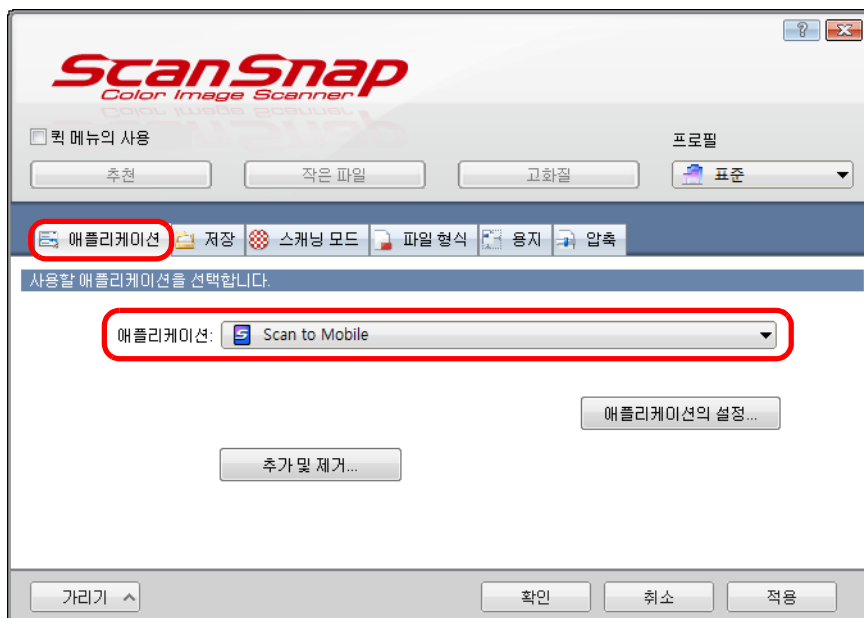 ScanSnap
Color Image Scanner
퀵 메뉴의 사용
프로필
추천
작은 파일
고화질
표준
애플리케이션
저장
스캐닝 모드
파일 형식
용지
압축
사용할 애플리케이션을 선택합니다.
애플리케이션:
Scan to Mobile
애플리케이션의 설정...
추가 및 제거...
가리기
확인
취소
적용